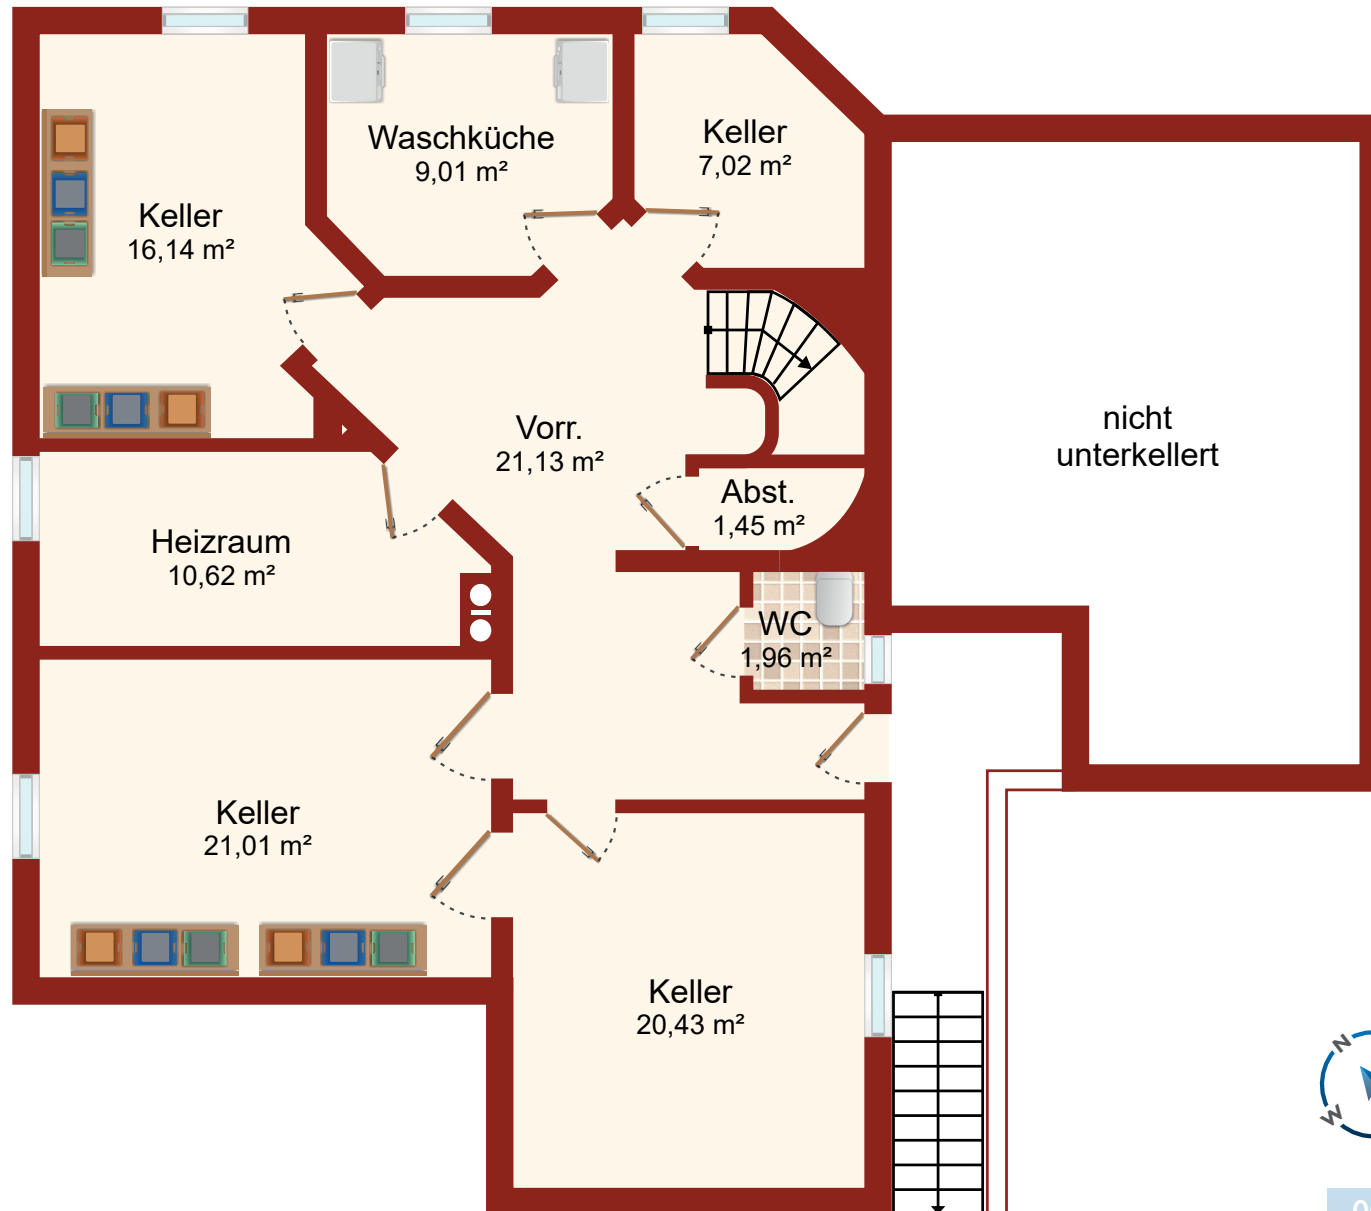 Waschküche
9,01 m²
Keller
7,02 m²
Keller
16,14 m²
Vorr.
21,13 m²
nicht
unterkellert
Abst.
1,45 m²
Heizraum
10,62 m²
WC
1,96 m²
Keller
21,01 m²
Keller
20,43 m²
N
W